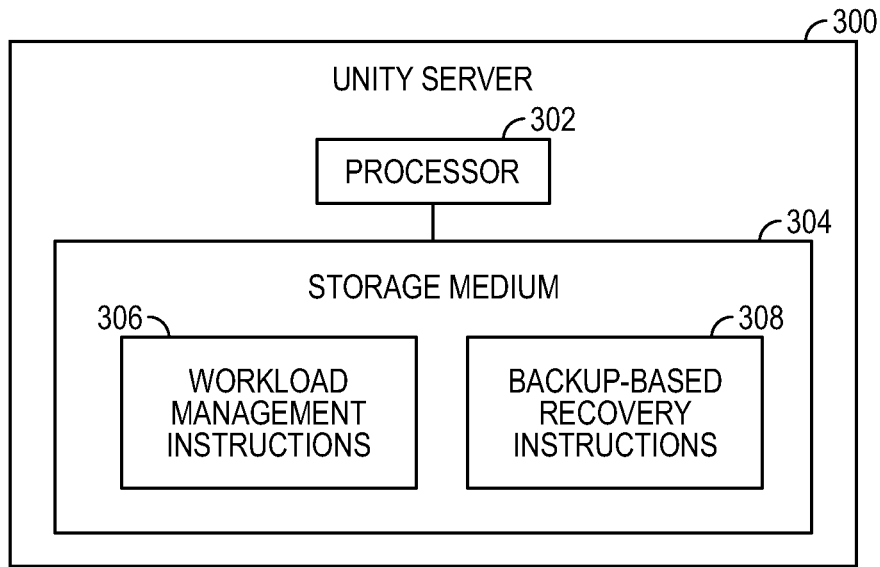 300
UNITY SERVER
302
PROCESSOR
304
STORAGE MEDIUM
306
308
WORKLOAD
MANAGEMENT
INSTRUCTIONS
BACKUP-BASED
RECOVERY
INSTRUCTIONS